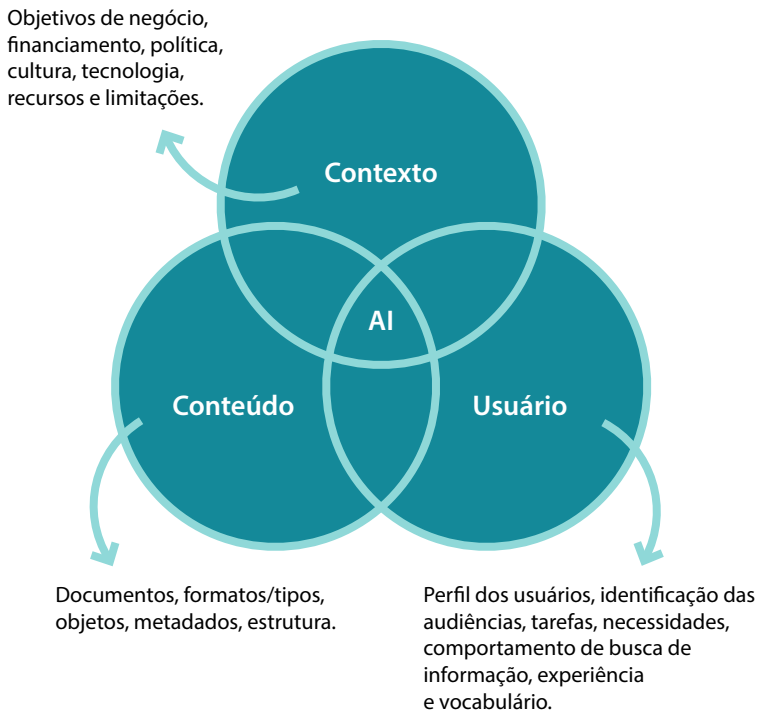 Objetivos de negócio,
financiamento, política,
cultura, tecnologia,
recursos e limitações.
Contexto
AI
Conteúdo
Usuário
Documentos, formatos/tipos,
objetos, metadados, estrutura.
Perfil dos usuários, identificação das
audiências, tarefas, necessidades,
comportamento de busca de
informação, experiência
e vocabulário.